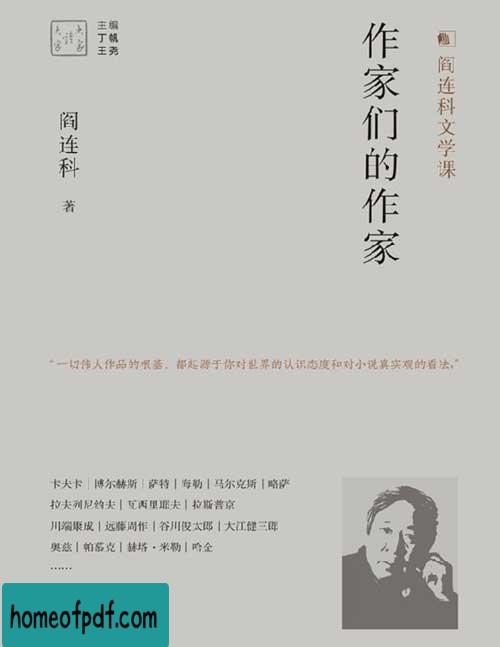 阎连科文学课
作家们的作家
主编
丁帆
王尧
大家读大家
阎连科
著
“一切伟大作品的根基，都起源于你对世界的认识态度和对小说真实观的看法。”
卡夫卡｜博尔赫斯｜萨特｜海勒｜马尔克斯｜略萨
拉夫列尼约夫｜瓦西里耶夫｜拉斯普京
川端康成｜远藤周作｜谷川俊太郎｜大江健三郎
奥兹｜帕慕克｜赫塔·米勒｜哈金
……
homeofpdf.com